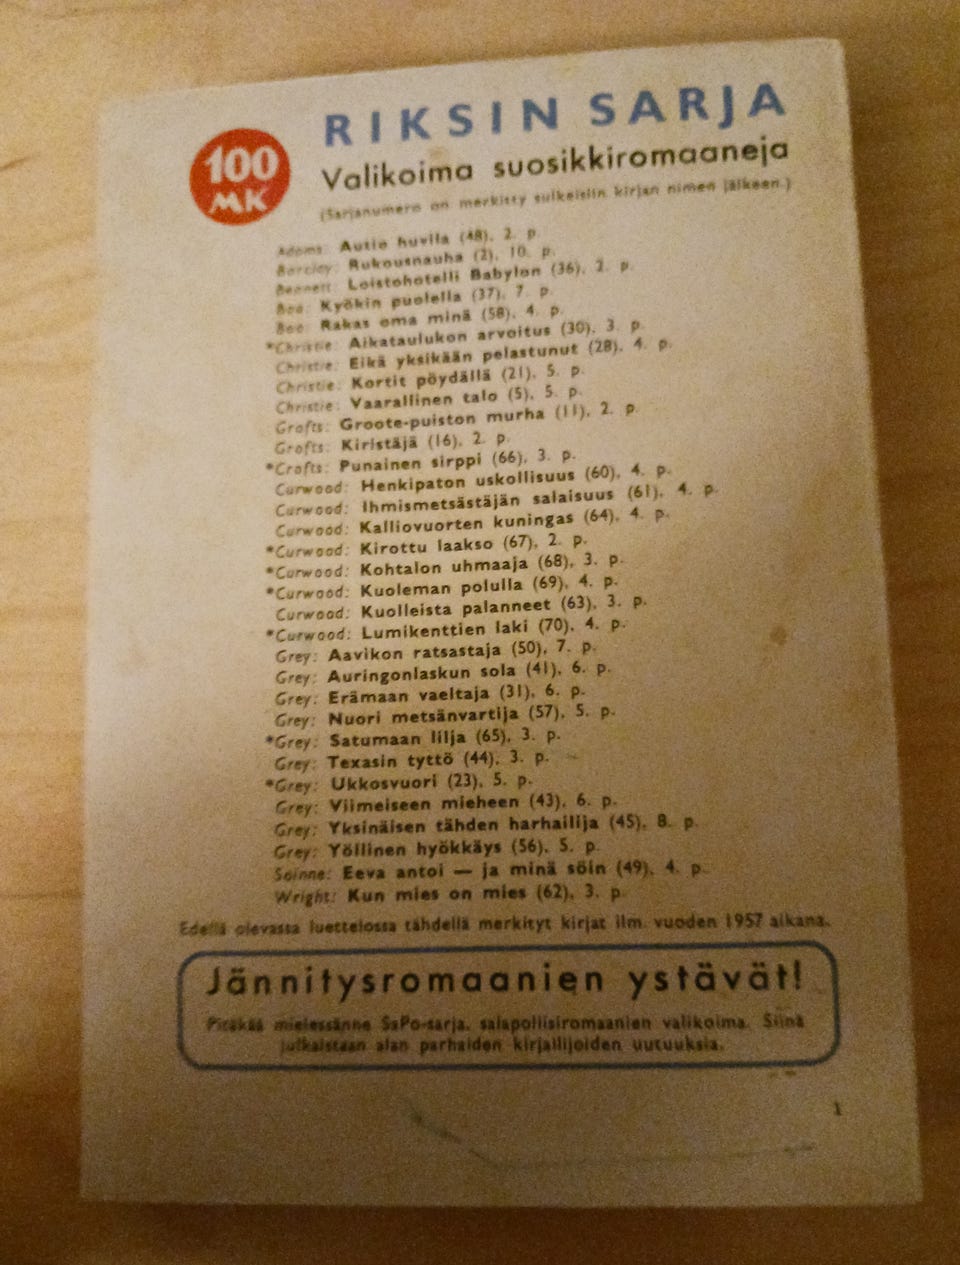 RIKSIN SARJA
100
MK
Valikoima suosikkiromaaneja
(Sarjanumero on merkitty sulkeisiin kirjan nimen jälkeen.)
Adams: Autio huvila (48), 2. p.
Barclay: Rukousnauha (2), 10. p.
Bennett: Loistohotelli Babylon (36), 2. p.
Boo: Kyökin puolella (37), 7. p.
Boo: Rakas oma minä (58), 4. p.
*Christie: Aikataulukon arvoitus (30), 3. p.
Christie: Eikä yksikään pelastunut (28), 4. p.
Christie: Kortit pöydällä (21), 5. p.
Christie: Vaarallinen talo (5), 5. p.
Crofts: Groote-puiston murha (11), 2. p.
Crofts: Kiristäjä (16), 2. p.
*Crofts: Punainen sirppi (66), 3. p.
Curwood: Henkipaton uskollisuus (60), 4. p.
Curwood: Ihmismetsästäjän salaisuus (61), 4. p.
Curwood: Kalliovuorten kuningas (64), 4. p.
*Curwood: Kirottu laakso (67), 2. p.
*Curwood: Kohtalon uhmaaja (68), 3. p.
*Curwood: Kuoleman polulla (69), 4. p.
Curwood: Kuolleista palanneet (63), 3. p.
*Curwood: Lumikenttien laki (70), 4. p.
Grey: Aavikon ratsastaja (50), 7. p.
Grey: Auringonlaskun sola (41), 6. p.
Grey: Erämaan vaeltaja (31), 6. p.
Grey: Nuori metsänvartija (57), 5. p.
*Grey: Satumaan lilja (65), 3. p.
Grey: Texasin tyttö (44), 3. p.
*Grey: Ukkosvuori (23), 5. p.
Grey: Viimeiseen mieheen (43), 6. p.
Grey: Yksinäisen tähden harhailija (45), 8. p.
Grey: Yöllinen hyökkäys (56), 5. p.
Soinne: Eeva antoi — ja minä söin (49), 4. p.
Wright: Kun mies on mies (62), 3. p.
Edellä olevassa luettelossa tähdellä merkityt kirjat ilm. vuoden 1957 aikana.
Jännitysromaanien ystävät!
Pitäkää mielessänne SaPo-sarja, salapoliisiromaanien valikoima. Siinä
julkaistaan alan parhaiden kirjailijoiden uutuuksia.
1